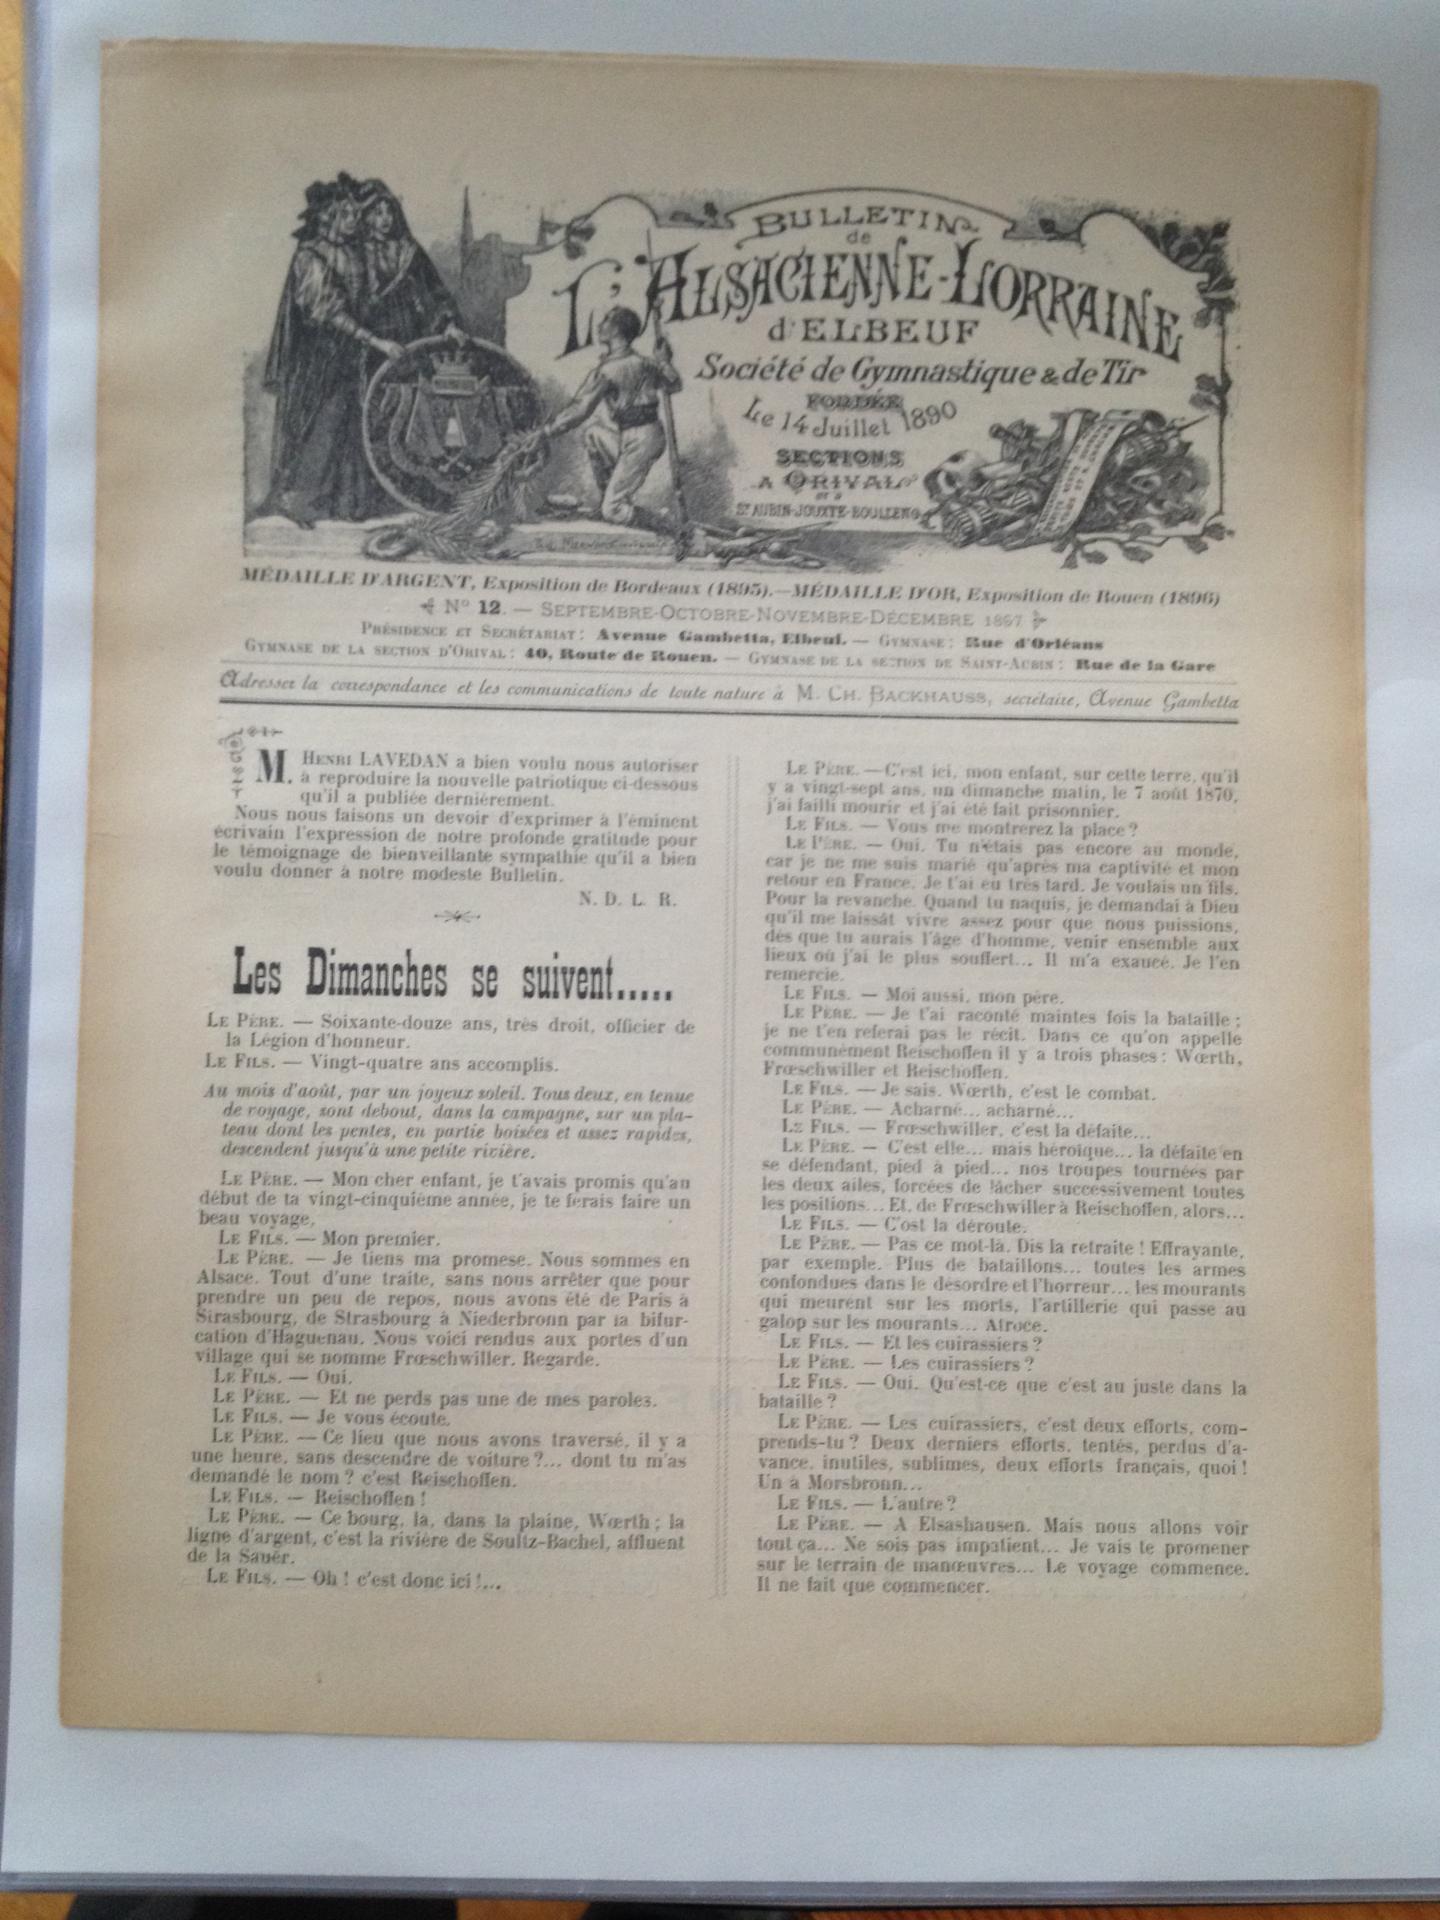 BULLETIN
de
L'ALSACIENNE-LORRAINE
d'ELBEUF
Société de Gymnastique & de Tir
FONDÉE
Le 14 Juillet 1890
SECTIONS
A ORIVAL
ET A
ST AUBIN-JOUXTE-BOULLENG
MÉDAILLE D'ARGENT, Exposition de Bordeaux (1895).—MÉDAILLE D'OR, Exposition de Rouen (1896)
N° 12. — SEPTEMBRE-OCTOBRE-NOVEMBRE-DÉCEMBRE 1897
PRÉSIDENCE ET SECRÉTARIAT : Avenue Gambetta, Elbeuf. — GYMNASE : Rue d'Orléans
GYMNASE DE LA SECTION D'ORIVAL : 40, Route de Rouen. — GYMNASE DE LA SECTION DE SAINT-AUBIN : Rue de la Gare
Adresser la correspondance et les communications de toute nature à M. CH. BACKHAUSS, secrétaire, Avenue Gambetta
M. HENRI LAVEDAN a bien voulu nous autoriser
à reproduire la nouvelle patriotique ci-dessous
qu'il a publiée dernièrement.
Nous nous faisons un devoir d'exprimer à l'éminent
écrivain l'expression de notre profonde gratitude pour
le témoignage de bienveillante sympathie qu'il a bien
voulu donner à notre modeste Bulletin.
N. D. L. R.
Les Dimanches se suivent.....
LE PÈRE. — Soixante-douze ans, très droit, officier de
la Légion d'honneur.
LE FILS. — Vingt-quatre ans accomplis.
Au mois d'août, par un joyeux soleil. Tous deux, en tenue
de voyage, sont debout, dans la campagne, sur un pla-
teau dont les pentes, en partie boisées et assez rapides,
descendent jusqu'à une petite rivière.
LE PÈRE. — Mon cher enfant, je t'avais promis qu'au
début de ta vingt-cinquième année, je te ferais faire un
beau voyage,
LE FILS. — Mon premier.
LE PÈRE. — Je tiens ma promese. Nous sommes en
Alsace. Tout d'une traite, sans nous arrêter que pour
prendre un peu de repos, nous avons été de Paris à
Strasbourg, de Strasbourg à Niederbronn par la bifur-
cation d'Haguenau. Nous voici rendus aux portes d'un
village qui se nomme Frœschwiller. Regarde.
LE FILS. — Oui.
LE PÈRE. — Et ne perds pas une de mes paroles.
LE FILS. — Je vous écoute.
LE PÈRE. — Ce lieu que nous avons traversé, il y a
une heure, sans descendre de voiture ?... dont tu m'as
demandé le nom ? c'est Reischoffen.
LE FILS. — Reischoffen !
LE PÈRE. — Ce bourg, là, dans la plaine, Wœrth ; la
ligne d'argent, c'est la rivière de Soultz-Bachel, affluent
de la Sauër.
LE FILS. — Oh ! c'est donc ici !...
LE PÈRE. — C'est ici, mon enfant, sur cette terre, qu'il
y a vingt-sept ans, un dimanche matin, le 7 août 1870,
j'ai failli mourir et j'ai été fait prisonnier.
LE FILS. — Vous me montrerez la place ?
LE PÈRE. — Oui. Tu n'étais pas encore au monde,
car je ne me suis marié qu'après ma captivité et mon
retour en France. Je t'ai eu très tard. Je voulais un fils.
Pour la revanche. Quand tu naquis, je demandai à Dieu
qu'il me laissât vivre assez pour que nous puissions,
dès que tu aurais l'âge d'homme, venir ensemble aux
lieux où j'ai le plus souffert... Il m'a exaucé. Je l'en
remercie.
LE FILS. — Moi aussi, mon père.
LE PÈRE. — Je t'ai raconté maintes fois la bataille ;
je ne t'en referai pas le récit. Dans ce qu'on appelle
communément Reischoffen il y a trois phases : Wœrth,
Frœschwiller et Reischoffen.
LE FILS. — Je sais. Wœrth, c'est le combat.
LE PÈRE. — Acharné... acharné...
LE FILS. — Frœschwiller, c'est la défaite...
LE PÈRE. — C'est elle... mais héroïque... la défaite en
se défendant, pied à pied... nos troupes tournées par
les deux ailes, forcées de lâcher successivement toutes
les positions... Et, de Frœschwiller à Reischoffen, alors...
LE FILS. — C'ost la déroute.
LE PÈRE. — Pas ce mot-là. Dis la retraite ! Effrayante,
par exemple. Plus de bataillons... toutes les armes
confondues dans le désordre et l'horreur... les mourants
qui meurent sur les morts, l'artillerie qui passe au
galop sur les mourants... Atroce.
LE FILS. — Et les cuirassiers ?
LE PÈRE. — Les cuirassiers ?
LE FILS. — Oui. Qu'est-ce que c'est au juste dans la
bataille ?
LE PÈRE. — Les cuirassiers, c'est deux efforts, com-
prends-tu ? Deux derniers efforts, tentés, perdus d'a-
vance, inutiles, sublimes, deux efforts français, quoi !
Un à Morsbronn...
LE FILS. — L'autre ?
LE PÈRE. — A Elsashausen. Mais nous allons voir
tout ça... Ne sois pas impatient... Je vais te promener
sur le terrain de manœuvres... Le voyage commence.
Il ne fait que commencer.